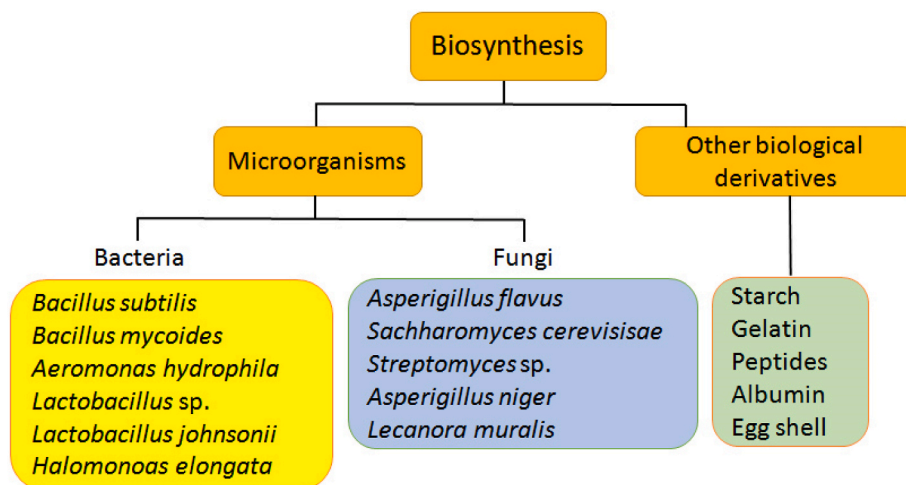 Biosynthesis
Microorganisms
Other biological
derivatives
Bacteria
Fungi
Bacillus subtilis
Bacillus mycoides
Aeromonas hydrophila
Lactobacillus sp.
Lactobacillus johnsonii
Halomonoas elongata
Asperigillus flavus
Sachharomyces cerevisisae
Streptomyces sp.
Asperigillus niger
Lecanora muralis
Starch
Gelatin
Peptides
Albumin
Egg shell